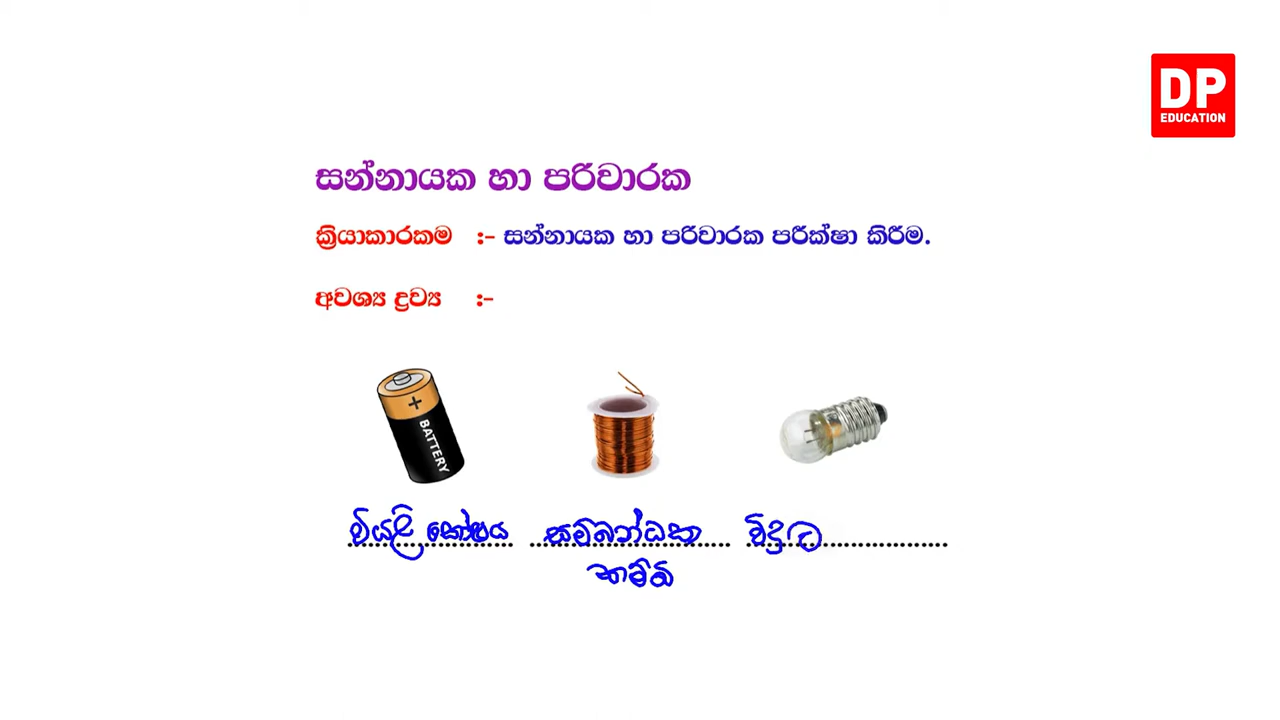 DP
EDUCATION
සන්නායක හා පරිවාරක
ක්‍රියාකාරකම :- සන්නායක හා පරිවාරක පරීක්ෂා කිරීම.
අවශ්‍ය ද්‍රව්‍ය :-
BATTERY
වියළි කෝෂය සම්බන්ධක විදුල
කම්බි